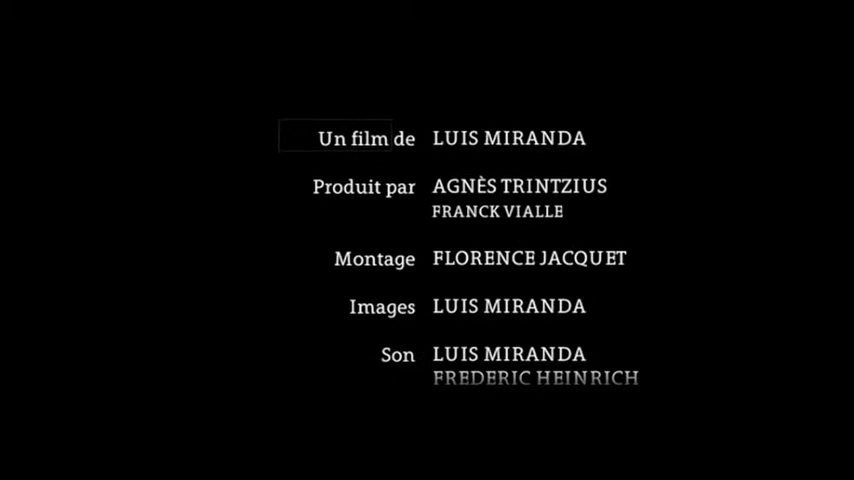 Un film de LUIS MIRANDA
Produit par AGNÈS TRINTZIUS
FRANCK VIALLE
Montage FLORENCE JACQUET
Images LUIS MIRANDA
Son LUIS MIRANDA
FREDERIC HEINRICH